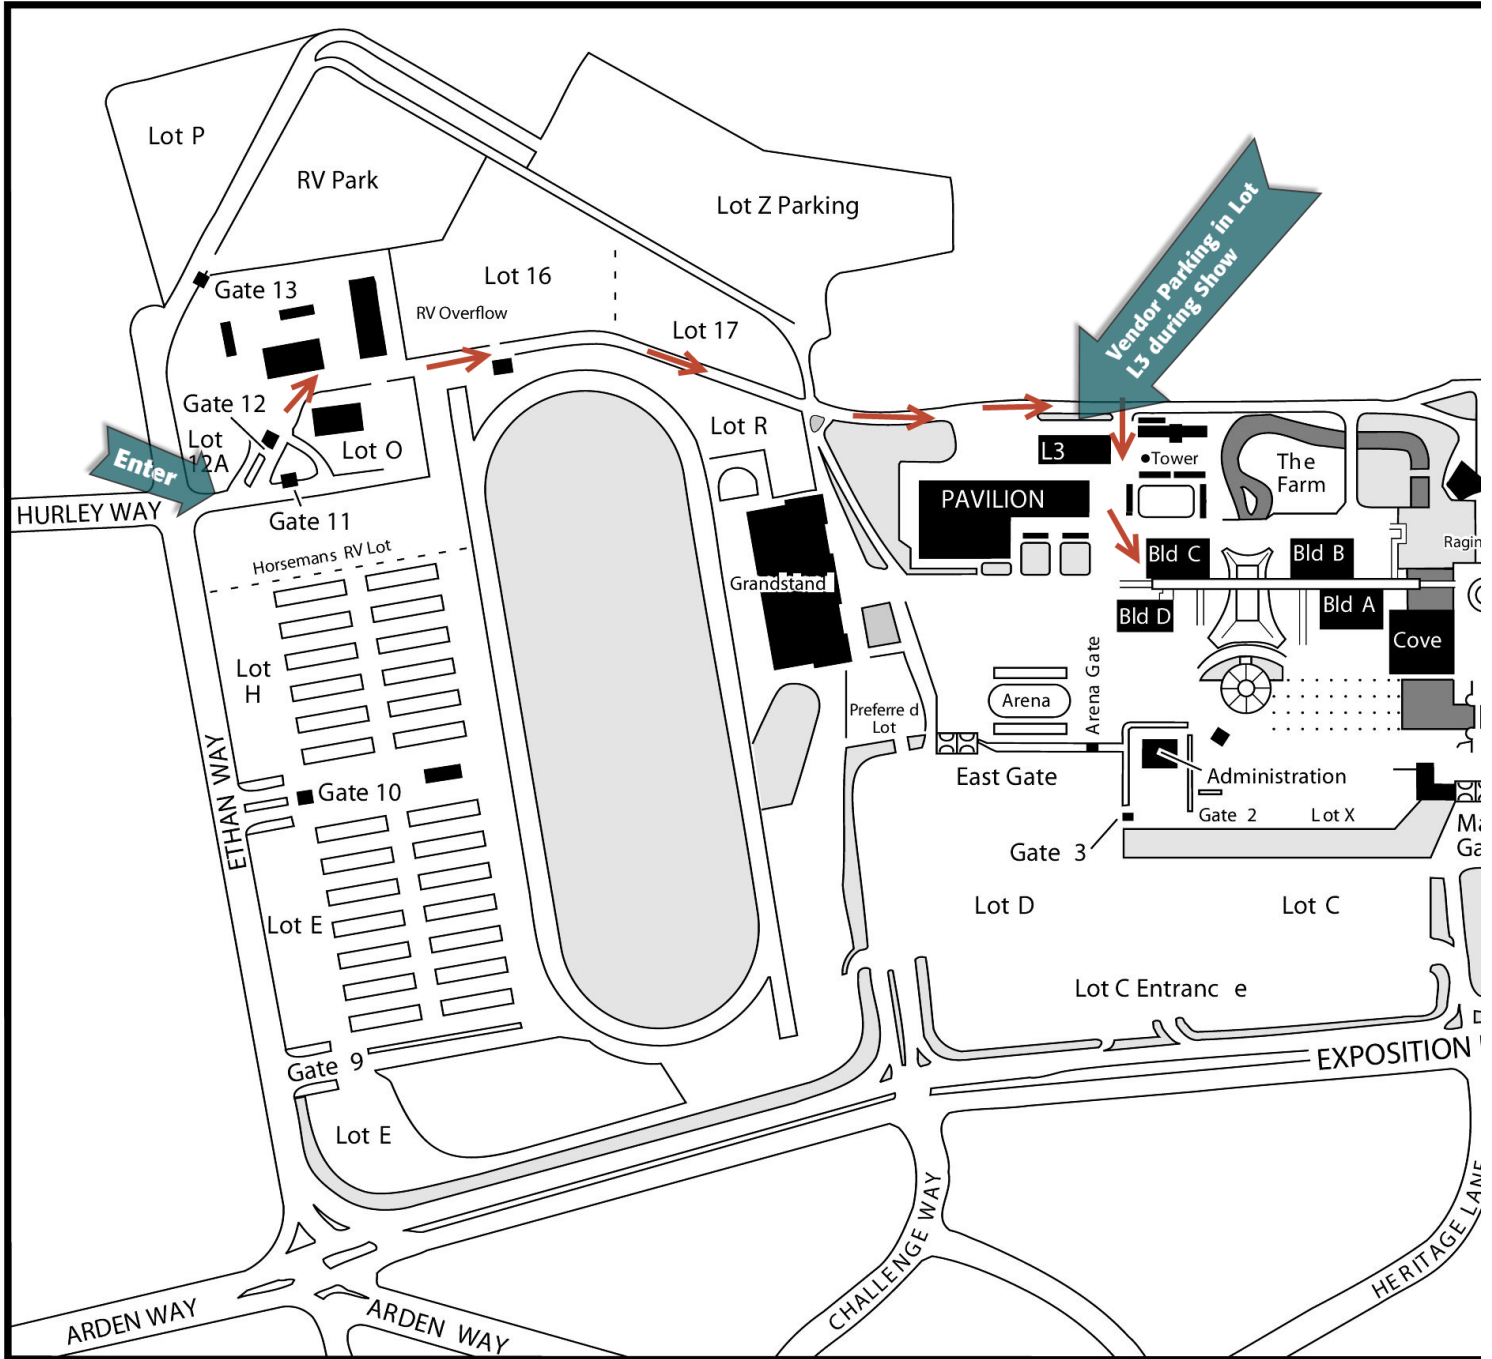 Lot P
RV Park
Lot Z Parking
Vendor Parking in Lot
L3 during Show
Gate 13
Lot 16
RV Overflow
Lot 17
Gate 12
Lot
12A
Enter
Lot O
Lot R
L3
Tower
The
Farm
HURLEY WAY
Gate 11
PAVILION
Horsemans RV Lot
Grandstand
Bld C
Bld B
Ragin
Bld D
Bld A
Cove
Lot
H
Arena
Arena Gate
Preferre d
Lot
ETHAN WAY
Gate 10
East Gate
Administration
Gate 2
Lot X
Ma
Ga
Gate 3
Lot E
Lot D
Lot C
Lot C Entranc e
Gate 9
EXPOSITION
Lot E
CHALLENGE WAY
HERITAGE LANE
ARDEN WAY
ARDEN WAY